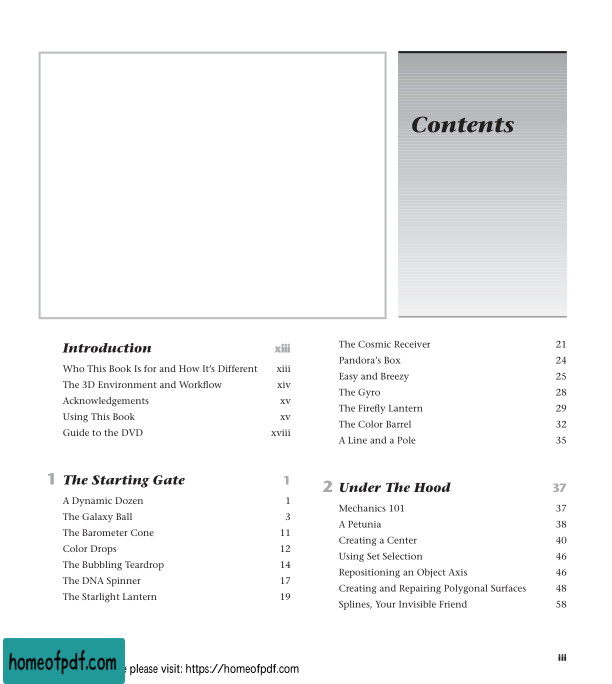 Contents
Introduction xiii
Who This Book Is for and How It's Different xiii
The 3D Environment and Workflow xiv
Acknowledgements xv
Using This Book xv
Guide to the DVD xviii
1 The Starting Gate 1
A Dynamic Dozen 1
The Galaxy Ball 3
The Barometer Cone 11
Color Drops 12
The Bubbling Teardrop 14
The DNA Spinner 17
The Starlight Lantern 19
The Cosmic Receiver 21
Pandora's Box 24
Easy and Breezy 25
The Gyro 28
The Firefly Lantern 29
The Color Barrel 32
A Line and a Pole 35
2 Under The Hood 37
Mechanics 101 37
A Petunia 38
Creating a Center 40
Using Set Selection 46
Repositioning an Object Axis 46
Creating and Repairing Polygonal Surfaces 48
Splines, Your Invisible Friend 58
iii
homeofpdf.com
please visit: https://homeofpdf.com